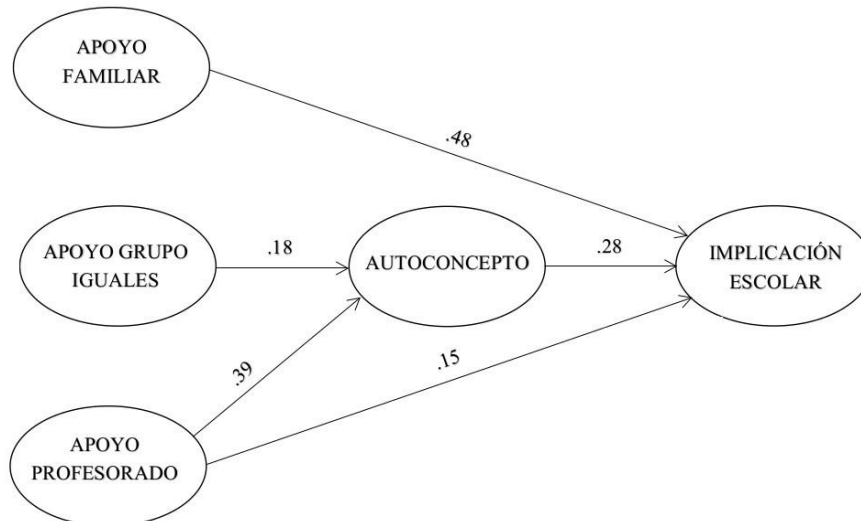 APOYO
FAMILIAR
.48
APOYO GRUPO
IGUALES
.18
AUTOCONCEPTO
.28
IMPLICACIÓN
ESCOLAR
.39
.15
APOYO
PROFESORADO